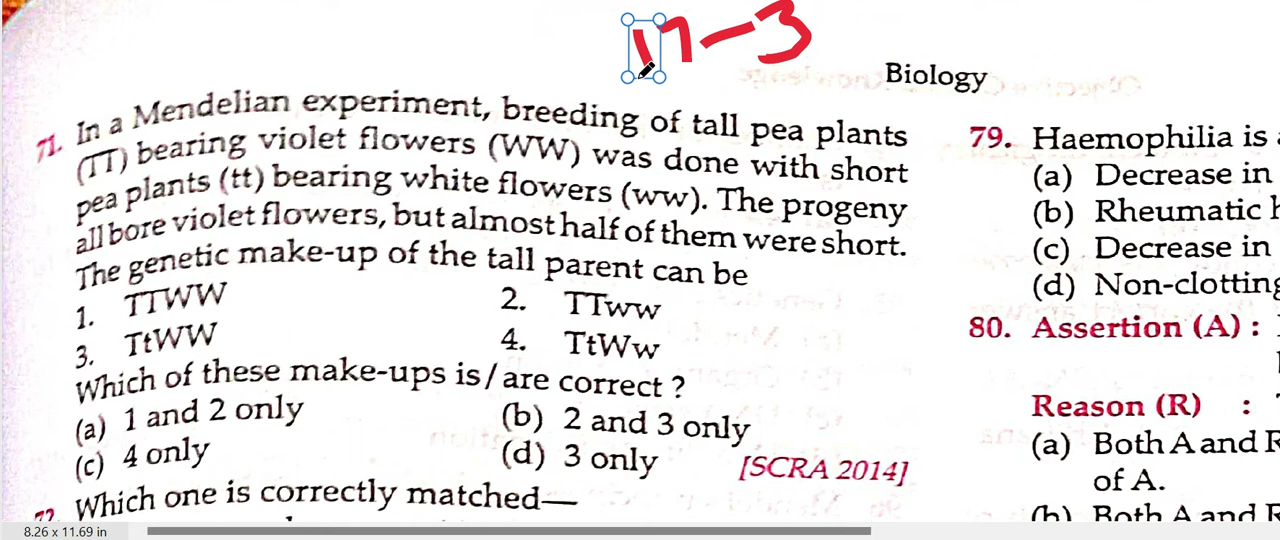 17-3
Biology
71. In a Mendelian experiment, breeding of tall pea plants
(TT) bearing violet flowers (WW) was done with short
pea plants (tt) bearing white flowers (ww). The progeny
all bore violet flowers, but almost half of them were short.
The genetic make-up of the tall parent can be
1. TTWW 2. TTww
3. TtWW 4. TtWw
Which of these make-ups is/are correct ?
(a) 1 and 2 only (b) 2 and 3 only
(c) 4 only (d) 3 only [SCRA 2014]
72. Which one is correctly matched—
79. Haemophilia is
(a) Decrease in
(b) Rheumatic
(c) Decrease in
(d) Non-clotting
80. Assertion (A) :
Reason (R) :
(a) Both A and R
of A.
(b) Both A and R
8.26 x 11.69 in